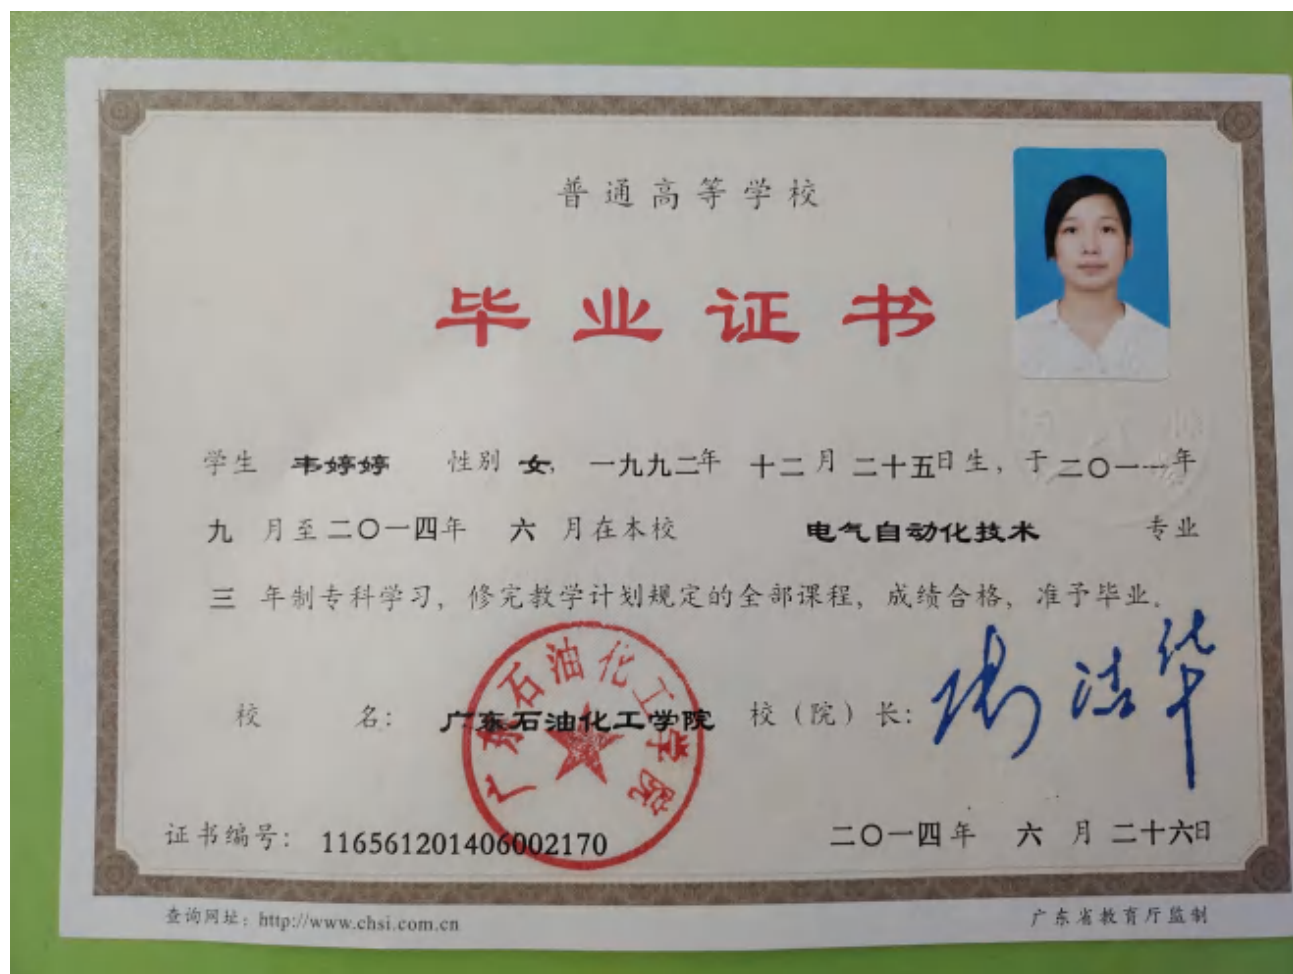 普通高等学校
毕业证书
学生 韦婷婷 性别 女, 一九九二年 十二月 二十五日生, 于二〇一一年
九 月至二〇一四年 六 月在本校 电气自动化技术 专业
三 年制专科学习, 修完教学计划规定的全部课程, 成绩合格, 准予毕业.
广东石油化工学院
校 名: 广东石油化工学院 校(院)长:
证书编号: 116561201406002170 二〇一四年 六 月 二十六日
查询网址: http://www.chsi.com.cn 广东省教育厅监制